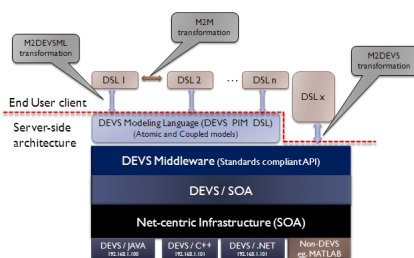 M2M
transformation
M2DEVSML
transformation
M2DEVS
transformation
DSL 1
DSL 2
...
DSL n
DSL x
End User client
Server-side
architecture
DEVS Modeling Language (DEVS PIM DSL)
(Atomic and Coupled models)
DEVS Middleware (Standards compliant API)
DEVS / SOA
Net-centric Infrastructure (SOA)
DEVS / JAVA
192.168.1.100
DEVS / C++
192.168.1.101
DEVS / .NET
192.168.1.101
Non-DEVS
eg. MATLAB